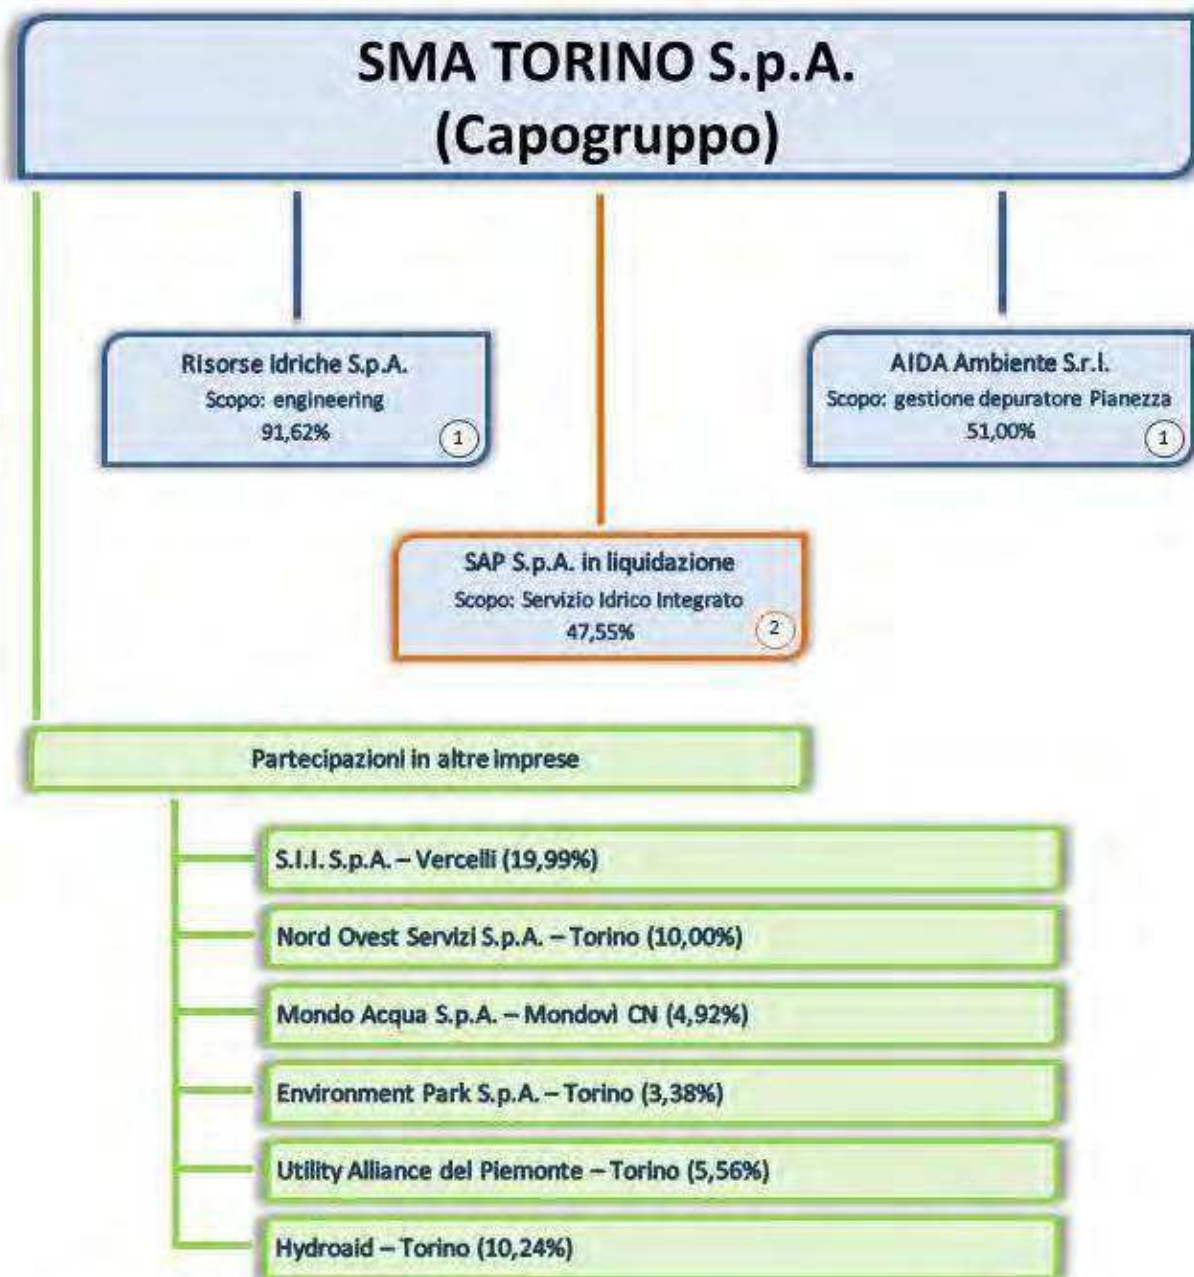 SMA TORINO S.p.A.
(Capogruppo)
Risorse Idriche S.p.A.
Scopo: engineering
91,62%
1
AIDA Ambiente S.r.l.
Scopo: gestione depuratore Pianezza
51,00%
1
SAP S.p.A. in liquidazione
Scopo: Servizio Idrico Integrato
47,55%
2
Partecipazioni in altre imprese
S.I.I. S.p.A. – Vercelli (19,99%)
Nord Ovest Servizi S.p.A. – Torino (10,00%)
Mondo Acqua S.p.A. – Mondovì CN (4,92%)
Environment Park S.p.A. – Torino (3,38%)
Utility Alliance del Piemonte – Torino (5,56%)
Hydroaid – Torino (10,24%)